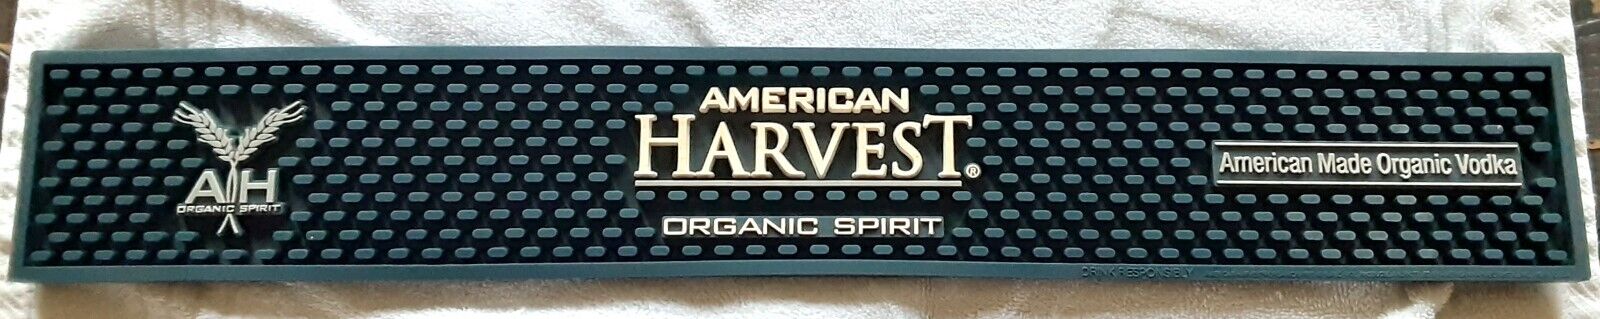 AMERICAN
HARVEST®
ORGANIC SPIRIT
AH
ORGANIC SPIRIT
American Made Organic Vodka
DRINK RESPONSIBLY